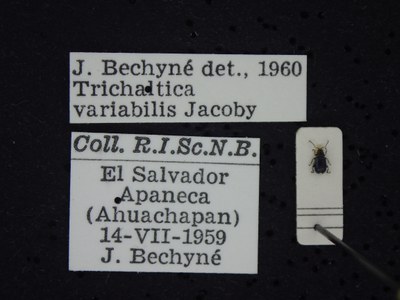 J. Bechyné det., 1960
Trichaltica
variabilis Jacoby
Coll. R.I.Sc.N.B.
El Salvador
Apaneca
(Ahuachapan)
14-VII-1959
J. Bechyné